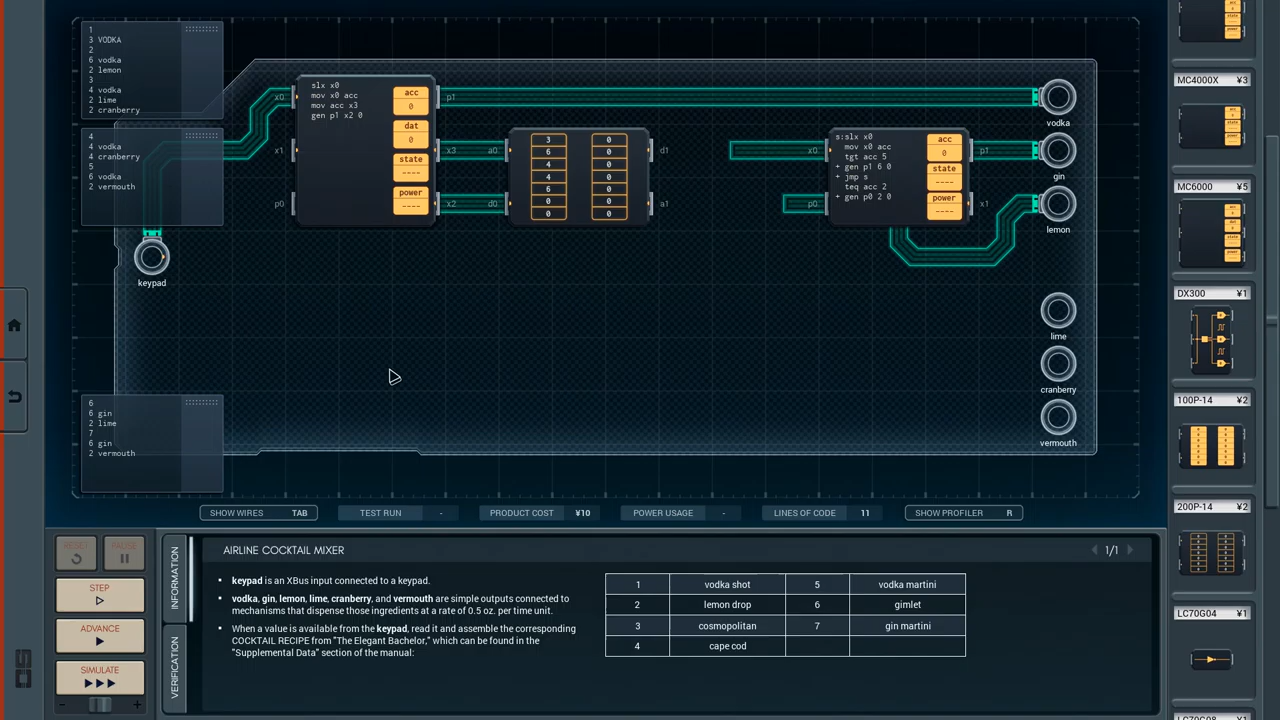 1
3 VODKA
2
6 vodka
2 lemon
3
4 vodka
2 lime
2 cranberry
4
4 vodka
4 cranberry
5
6 vodka
2 vermouth
6
6 gin
2 lime
7
6 gin
2 vermouth
keypad
x0
x1
p0
slx x0
mov x0 acc
mov acc x3
gen p1 x2 0
acc
0
dat
0
state
----
power
----
p1
x3
x2
a0
d0
3 0
6 0
4 0
4 0
6 0
0 0
0 0
d1
a1
x0
p0
s:slx x0
mov x0 acc
tgt acc 5
+ gen p1 6 0
+ jmp s
teq acc 2
+ gen p0 2 0
acc
0
state
----
power
----
p1
x1
vodka
gin
lemon
lime
cranberry
vermouth
MC4000X ¥3
MC6000 ¥5
DX300 ¥1
100P-14 ¥2
200P-14 ¥2
LC70G04 ¥1
SHOW WIRES TAB
TEST RUN -
PRODUCT COST ¥10
POWER USAGE -
LINES OF CODE 11
SHOW PROFILER R
RESET
PAUSE
STEP
ADVANCE
SIMULATE
- +
INFORMATION
VERIFICATION
AIRLINE COCKTAIL MIXER
1/1
keypad is an XBus input connected to a keypad.
vodka, gin, lemon, lime, cranberry, and vermouth are simple outputs connected to
mechanisms that dispense those ingredients at a rate of 0.5 oz. per time unit.
When a value is available from the keypad, read it and assemble the corresponding
COCKTAIL RECIPE from "The Elegant Bachelor," which can be found in the
"Supplemental Data" section of the manual:
1 vodka shot 5 vodka martini
2 lemon drop 6 gimlet
3 cosmopolitan 7 gin martini
4 cape cod